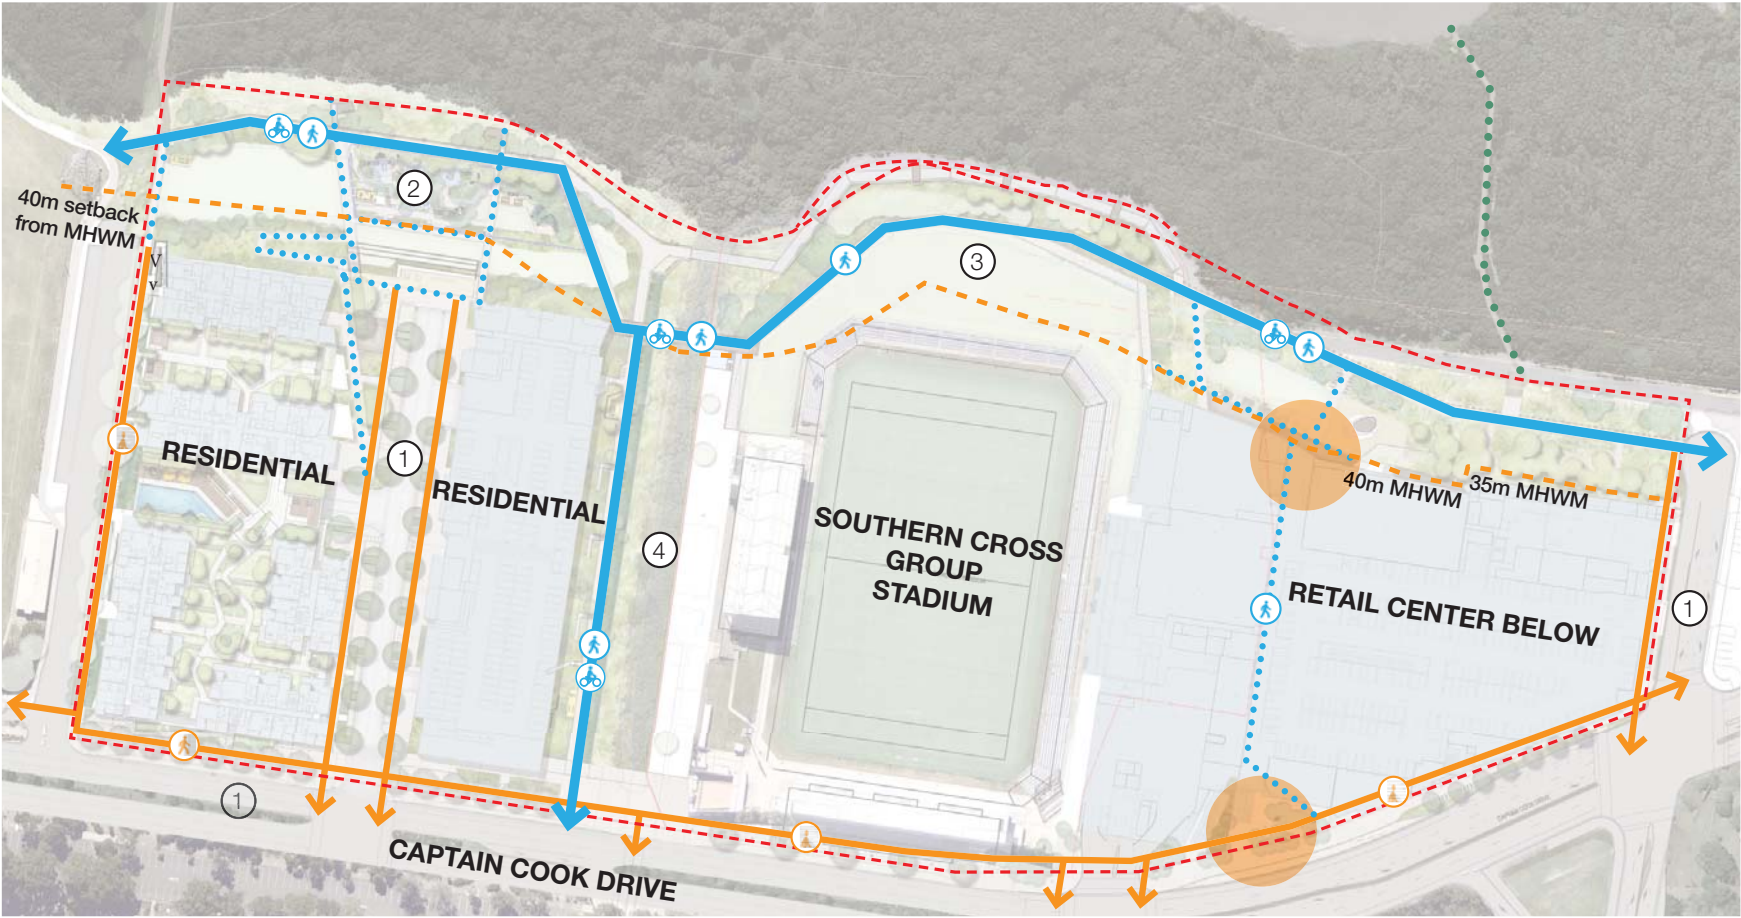 2
40m setback
from MHWM
3
V
v
RESIDENTIAL
1
RESIDENTIAL
40m MHWM
35m MHWM
4
SOUTHERN CROSS
GROUP
STADIUM
RETAIL CENTER BELOW
1
1
CAPTAIN COOK DRIVE